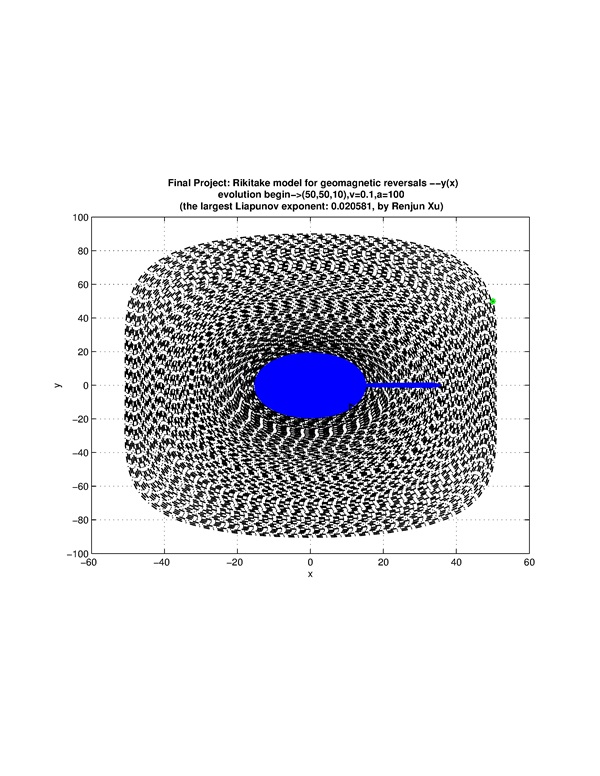 Final Project: Rikitake model for geomagnetic reversals −−y(x)
evolution begin−>(50,50,10),v=0.1,a=100
(the largest Liapunov exponent: 0.020581, by Renjun Xu)
100
80
60
40
20
0
−20
−40
−60
−80
−100
y
−60 −40 −20 0 20 40 60
x